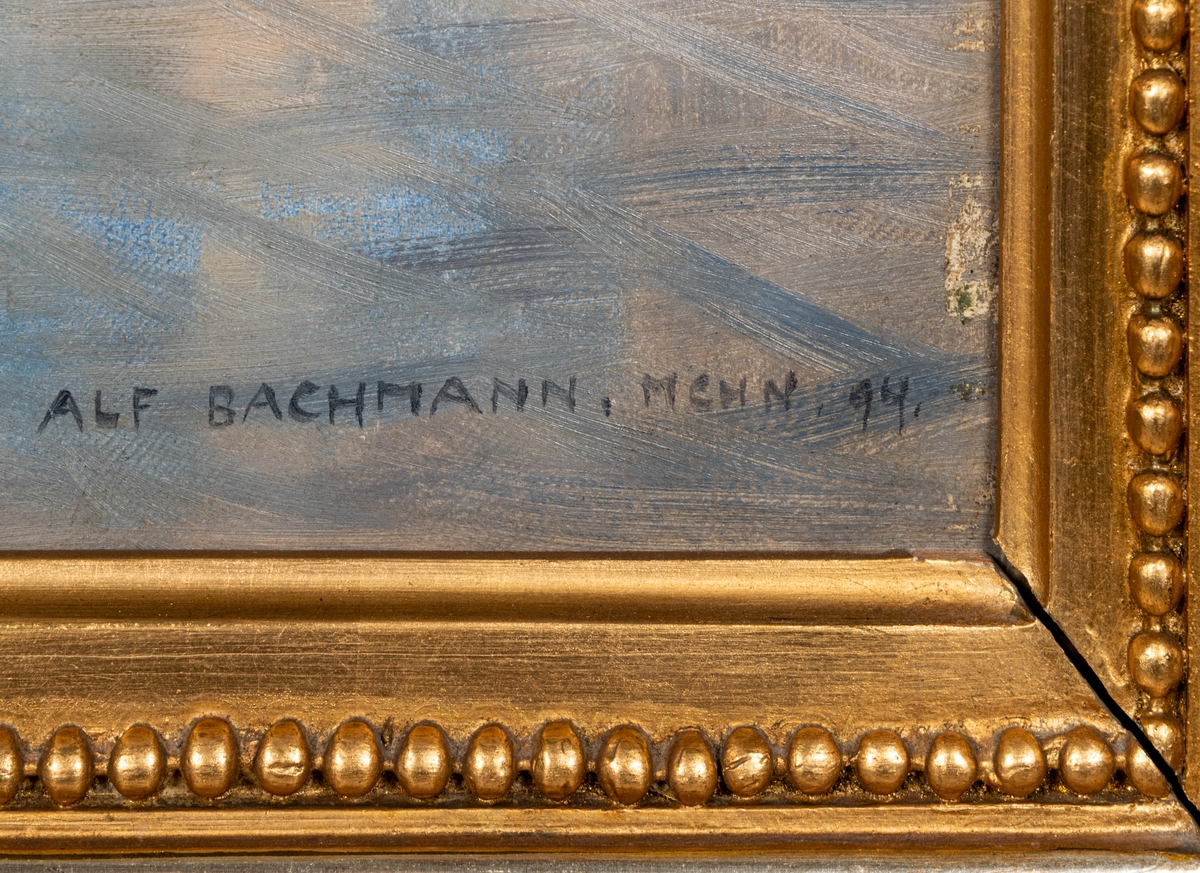 ALF BACHMANN, MCHN. 94.